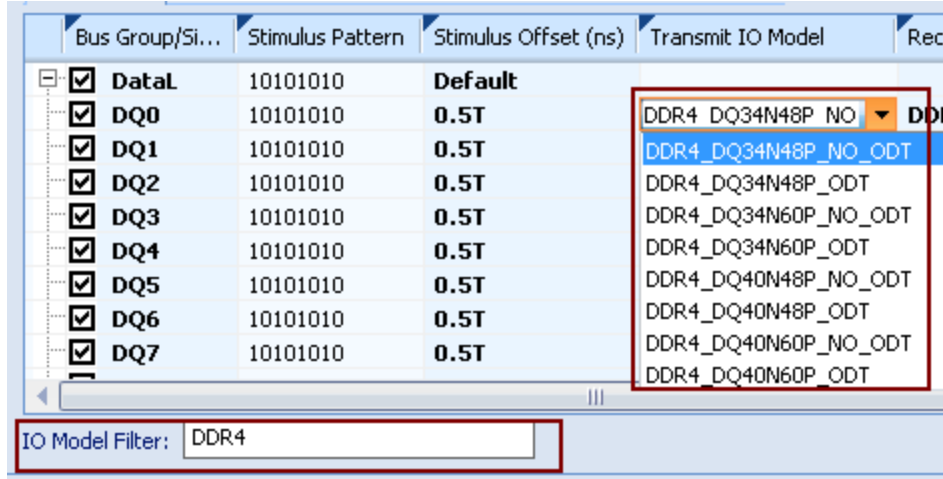 Bus Group/Si... Stimulus Pattern Stimulus Offset (ns) Transmit IO Model Rec
DataL 10101010 Default
DQ0 10101010 0.5T DDR4_DQ34N48P_NO DDI
DQ1 10101010 0.5T DDR4_DQ34N48P_NO_ODT
DQ2 10101010 0.5T DDR4_DQ34N48P_ODT
DQ3 10101010 0.5T DDR4_DQ34N60P_NO_ODT
DQ4 10101010 0.5T DDR4_DQ34N60P_ODT
DQ5 10101010 0.5T DDR4_DQ40N48P_NO_ODT
DQ6 10101010 0.5T DDR4_DQ40N48P_ODT
DQ7 10101010 0.5T DDR4_DQ40N60P_NO_ODT
DDR4_DQ40N60P_ODT
IO Model Filter: DDR4